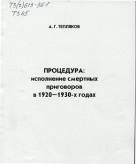 А. Г. ТЕПЛЯКОВ
ПРОЦЕДУРА:
исполнение смертных
приговоров
в 1920—1930-х годах